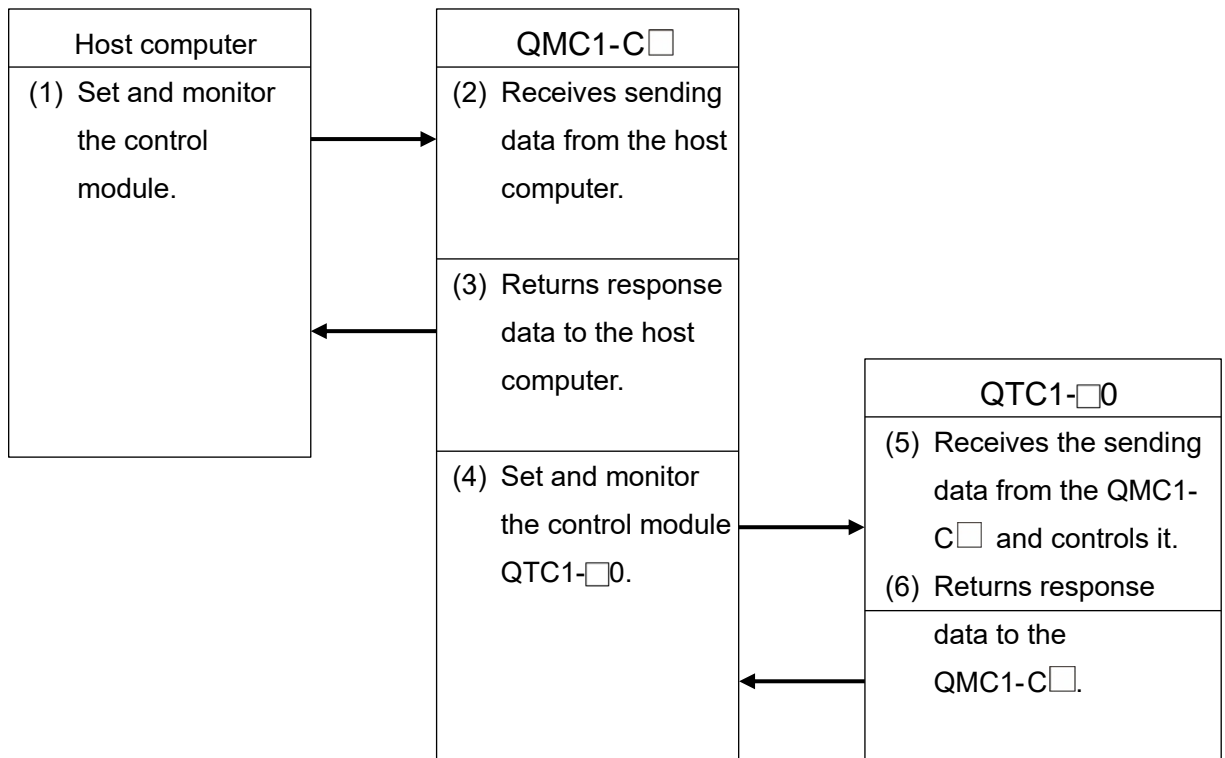 Host computer
(1) Set and monitor
the control
module.
QMC1-C□
(2) Receives sending
data from the host
computer.
(3) Returns response
data to the host
computer.
(4) Set and monitor
the control module
QTC1-□0.
QTC1-□0
(5) Receives the sending
data from the QMC1-
C□ and controls it.
(6) Returns response
data to the
QMC1-C□.